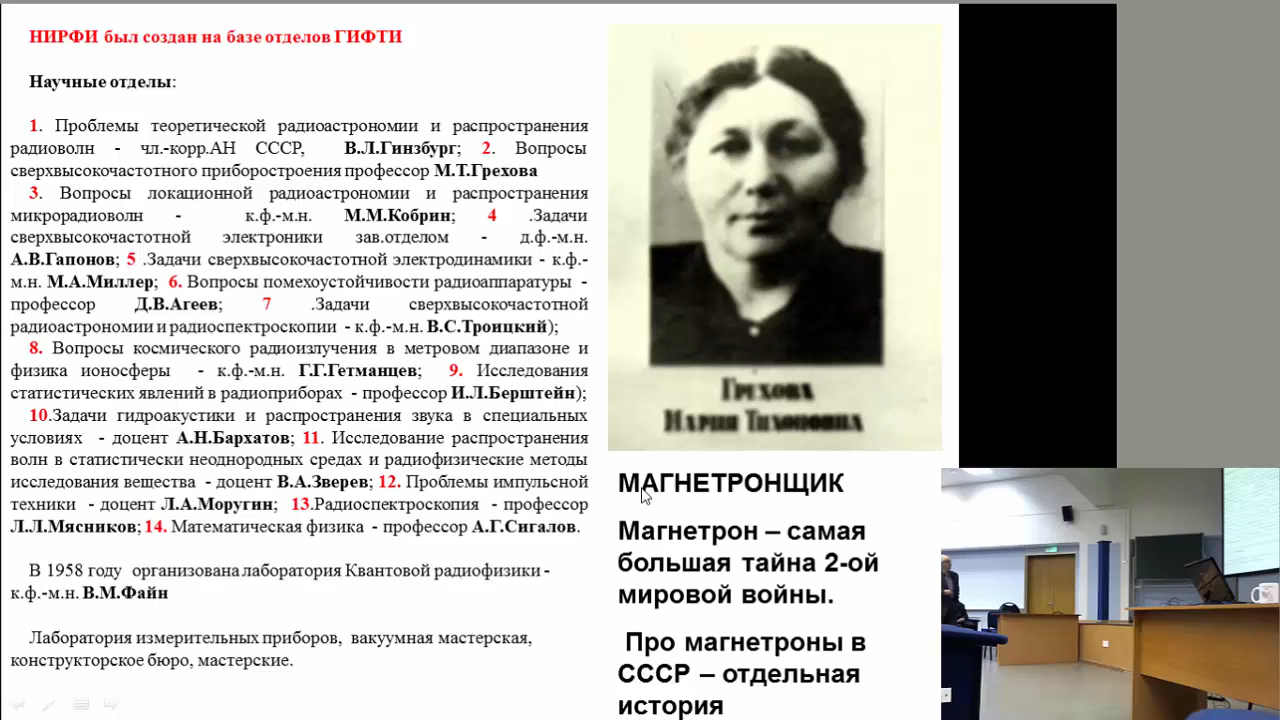 НИРФИ был создан на базе отделов ГИФТИ
Научные отделы:
1. Проблемы теоретической радиоастрономии и распространения
радиоволн - чл.-корр.АН СССР, В.Л.Гинзбург; 2. Вопросы
сверхвысокочастотного приборостроения профессор М.Т.Грехова
3. Вопросы локационной радиоастрономии и распространения
микрорадиоволн - к.ф.-м.н. М.М.Кобрин; 4 .Задачи
сверхвысокочастотной электроники зав.отделом - д.ф.-м.н.
А.В.Гапонов; 5 .Задачи сверхвысокочастотной электродинамики - к.ф.-
м.н. М.А.Миллер; 6. Вопросы помехоустойчивости радиоаппаратуры -
профессор Д.В.Агеев; 7 .Задачи сверхвысокочастотной
радиоастрономии и радиоспектроскопии - к.ф.-м.н. В.С.Троицкий);
8. Вопросы космического радиоизлучения в метровом диапазоне и
физика ионосферы - к.ф.-м.н. Г.Г.Гетманцев; 9. Исследования
статистических явлений в радиоприборах - профессор И.Л.Берштейн);
10.Задачи гидроакустики и распространения звука в специальных
условиях - доцент А.Н.Бархатов; 11. Исследование распространения
волн в статистически неоднородных средах и радиофизические методы
исследования вещества - доцент В.А.Зверев; 12. Проблемы импульсной
техники - доцент Л.А.Моругин; 13.Радиоспектроскопия - профессор
Л.Л.Мясников; 14. Математическая физика - профессор А.Г.Сигалов.
В 1958 году организована лаборатория Квантовой радиофизики -
к.ф.-м.н. В.М.Файн
Лаборатория измерительных приборов, вакуумная мастерская,
конструкторское бюро, мастерские.
Грехова
Мария Тихоновна
МАГНЕТРОНЩИК
Магнетрон – самая
большая тайна 2-ой
мировой войны.
Про магнетроны в
СССР – отдельная
история